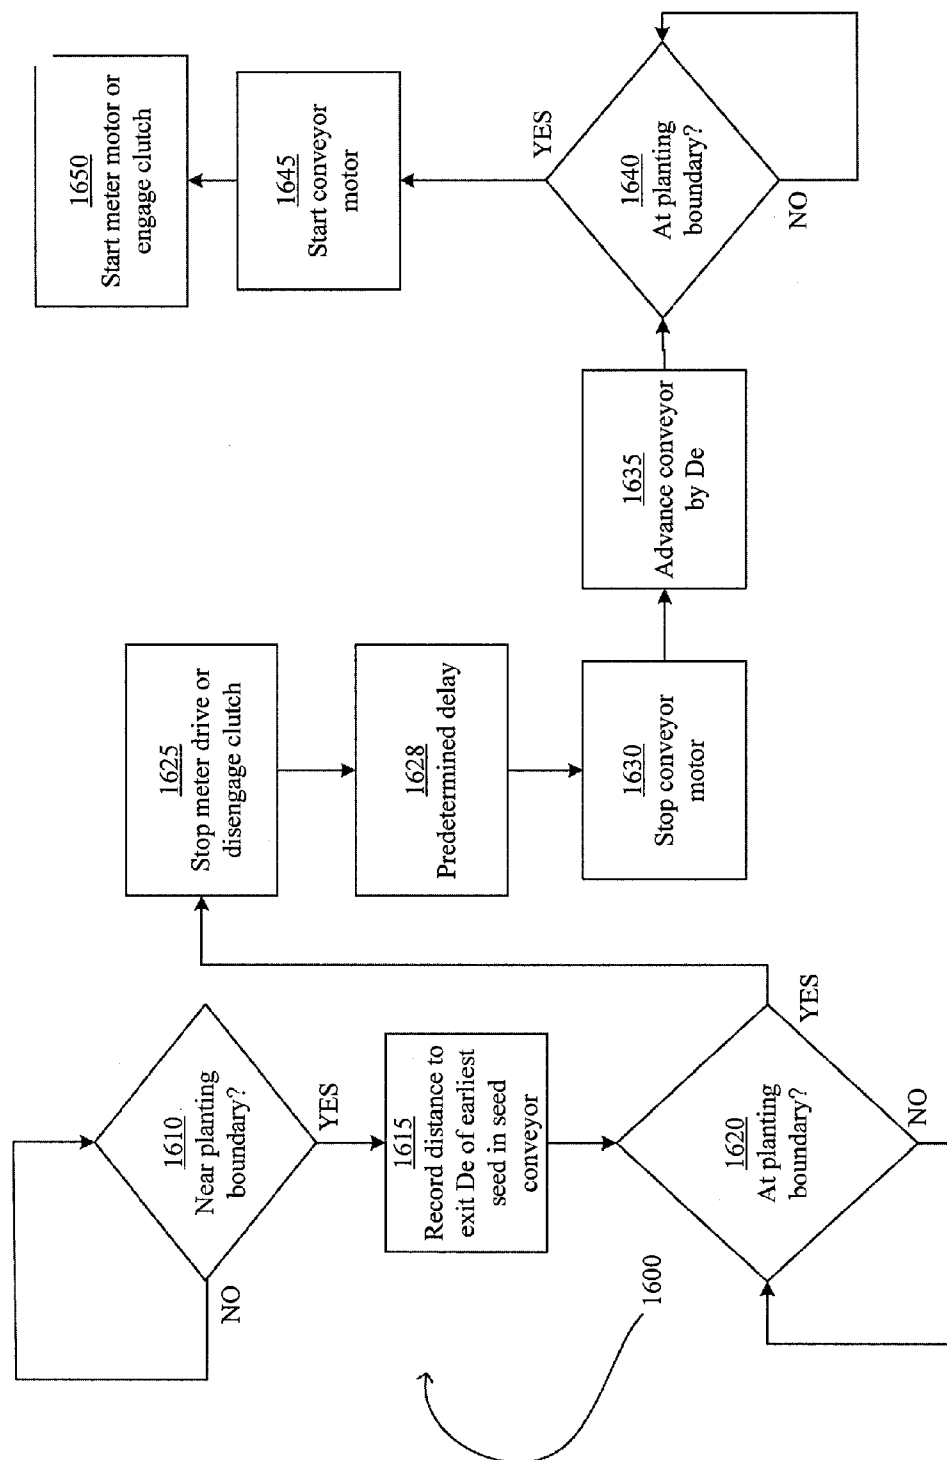 1610
Near planting
boundary?
NO
YES
1615
Record distance to
exit De of earliest
seed in seed
conveyor
1620
At planting
boundary?
NO
YES
1625
Stop meter drive or
disengage clutch
1628
Predetermined delay
1630
Stop conveyor
motor
1635
Advance conveyor
by De
1640
At planting
boundary?
NO
YES
1645
Start conveyor
motor
1650
Start meter motor or
engage clutch
1600